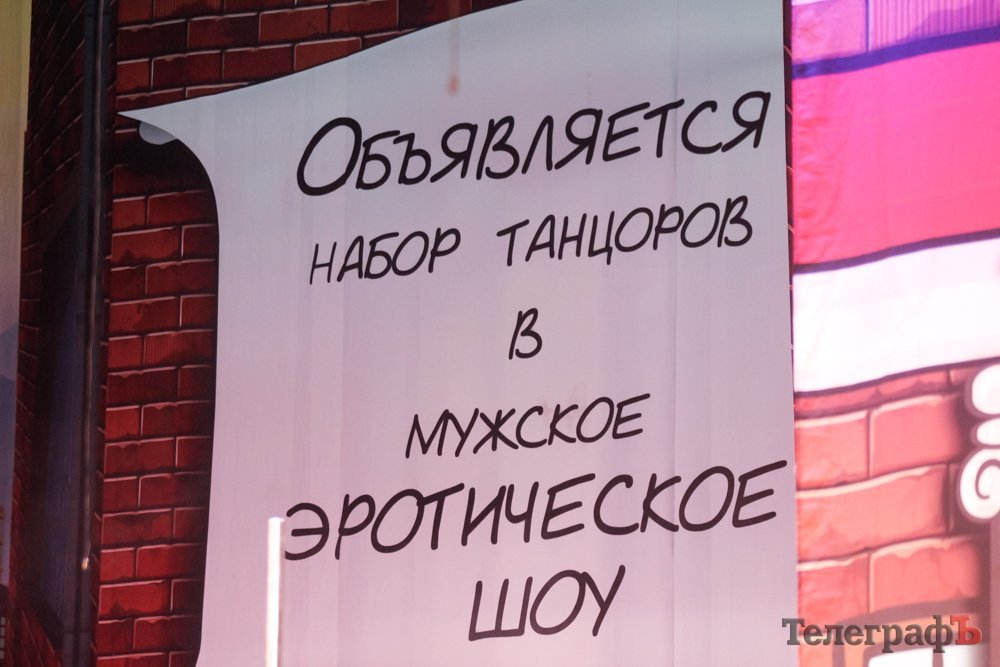 Объявляется
набор танцоров
в
мужское
эротическое
шоу
ТелеграфЪ